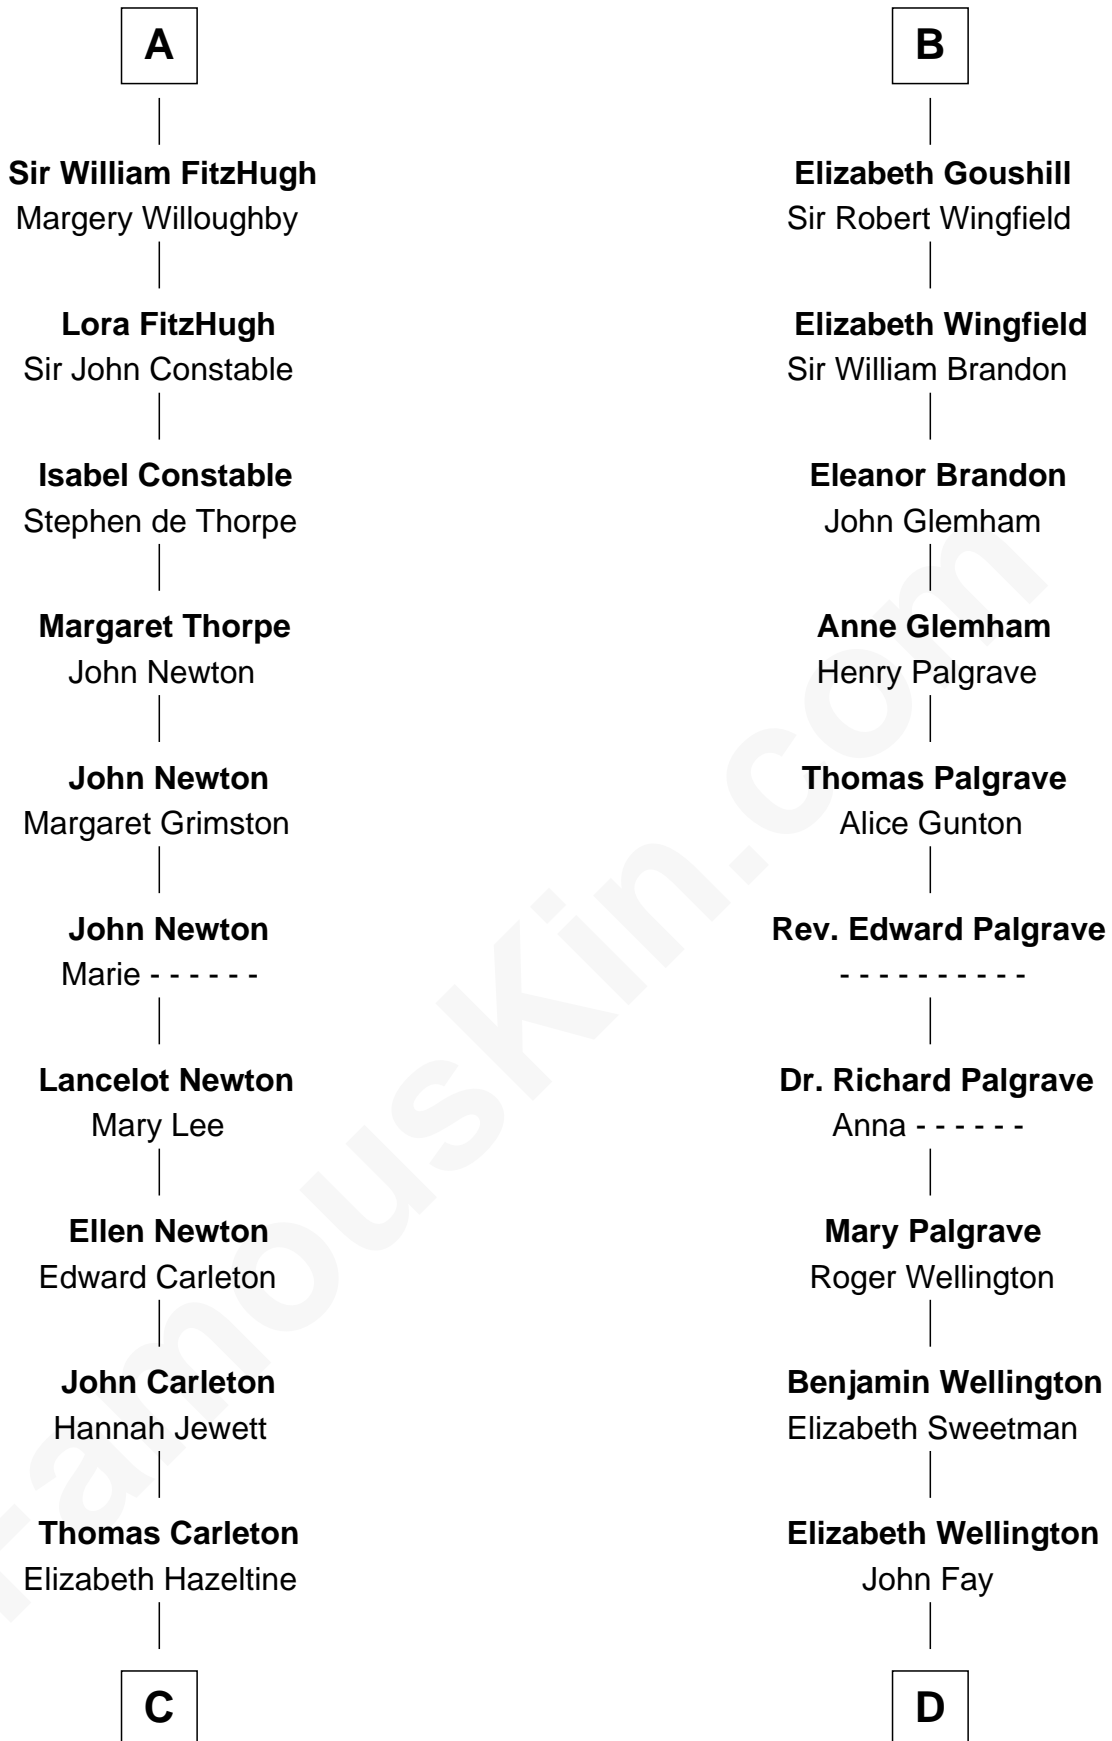 A
Sir William FitzHugh
Margery Willoughby
Lora FitzHugh
Sir John Constable
Isabel Constable
Stephen de Thorpe
Margaret Thorpe
John Newton
John Newton
Margaret Grimston
John Newton
Marie - - - - - -
Lancelot Newton
Mary Lee
Ellen Newton
Edward Carleton
John Carleton
Hannah Jewett
Thomas Carleton
Elizabeth Hazeltine
C
B
Elizabeth Goushill
Sir Robert Wingfield
Elizabeth Wingfield
Sir William Brandon
Eleanor Brandon
John Glemham
Anne Glemham
Henry Palgrave
Thomas Palgrave
Alice Gunton
Rev. Edward Palgrave
- - - - - - - - - -
Dr. Richard Palgrave
Anna - - - - - -
Mary Palgrave
Roger Wellington
Benjamin Wellington
Elizabeth Sweetman
Elizabeth Wellington
John Fay
D
FamousKin.com